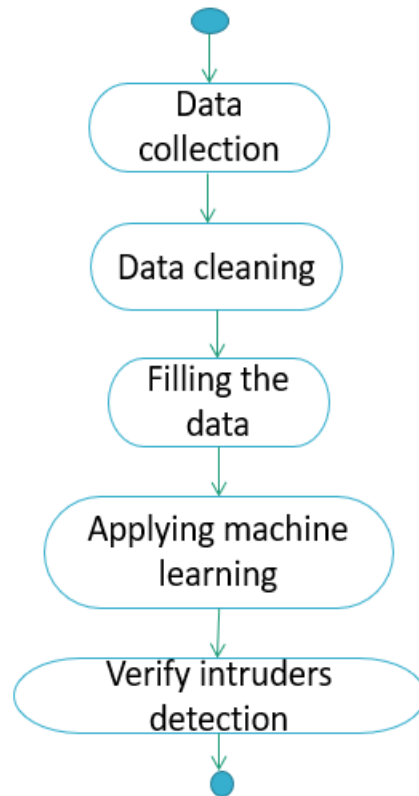 Data
collection
Data cleaning
Filling the
data
Applying machine
learning
Verify intruders
detection